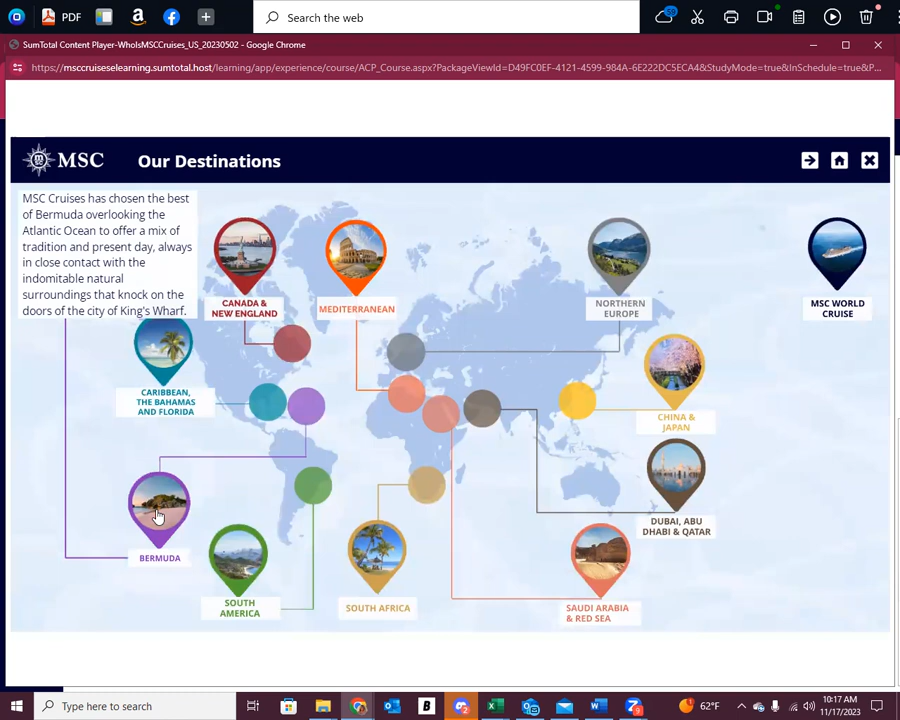 PDF
Search the web
SumTotal Content Player-WhoIsMSCCruises_US_20230502 - Google Chrome
https://msccruiseselearning.sumtotal.host/learning/app/experience/course/ACP_Course.aspx?PackageViewId=D49FC0EF-4121-4599-984A-6E222DC5ECA4&StudyMode=true&InSchedule=true&P...
MSC
Our Destinations
MSC Cruises has chosen the best
of Bermuda overlooking the
Atlantic Ocean to offer a mix of
tradition and present day, always
in close contact with the
indomitable natural
surroundings that knock on the
doors of the city of King's Wharf.
CANADA &
NEW ENGLAND
MEDITERRANEAN
NORTHERN
EUROPE
MSC WORLD
CRUISE
CARIBBEAN,
THE BAHAMAS
AND FLORIDA
CHINA &
JAPAN
BERMUDA
DUBAI, ABU
DHABI & QATAR
SOUTH
AMERICA
SOUTH AFRICA
SAUDI ARABIA
& RED SEA
Type here to search
B
62°F
10:17 AM
11/17/2023